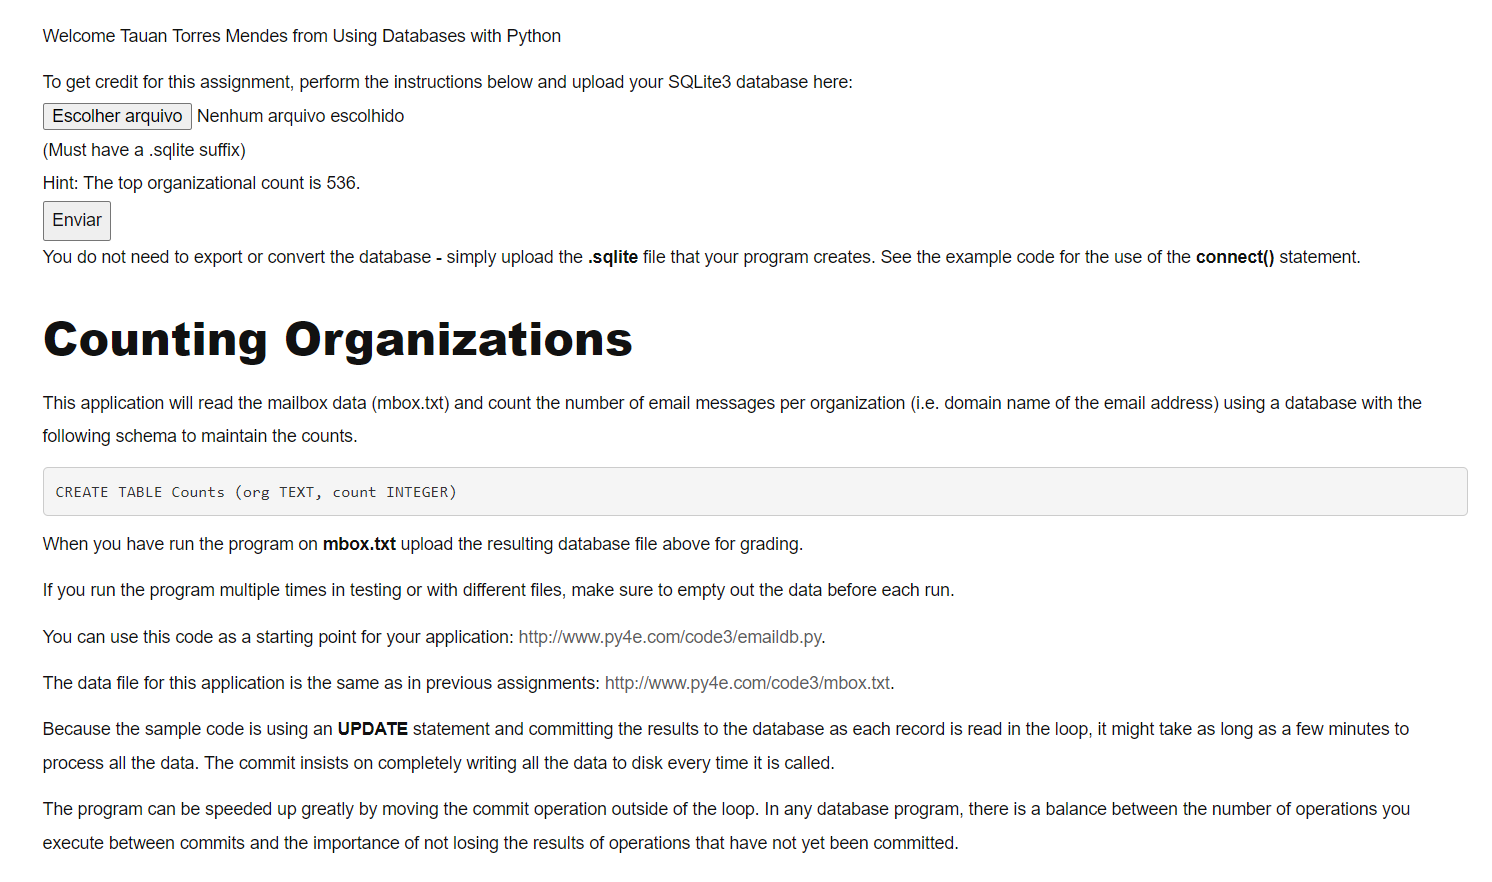 Welcome Tauan Torres Mendes from Using Databases with Python
To get credit for this assignment, perform the instructions below and upload your SQLite3 database here:
Escolher arquivo Nenhum arquivo escolhido
(Must have a .sqlite suffix)
Hint: The top organizational count is 536.
Enviar
You do not need to export or convert the database - simply upload the .sqlite file that your program creates. See the example code for the use of the connect() statement.
Counting Organizations
This application will read the mailbox data (mbox.txt) and count the number of email messages per organization (i.e. domain name of the email address) using a database with the
following schema to maintain the counts.
CREATE TABLE Counts (org TEXT, count INTEGER)
When you have run the program on mbox.txt upload the resulting database file above for grading.
If you run the program multiple times in testing or with different files, make sure to empty out the data before each run.
You can use this code as a starting point for your application: http://www.py4e.com/code3/emaildb.py.
The data file for this application is the same as in previous assignments: http://www.py4e.com/code3/mbox.txt.
Because the sample code is using an UPDATE statement and committing the results to the database as each record is read in the loop, it might take as long as a few minutes to
process all the data. The commit insists on completely writing all the data to disk every time it is called.
The program can be speeded up greatly by moving the commit operation outside of the loop. In any database program, there is a balance between the number of operations you
execute between commits and the importance of not losing the results of operations that have not yet been committed.